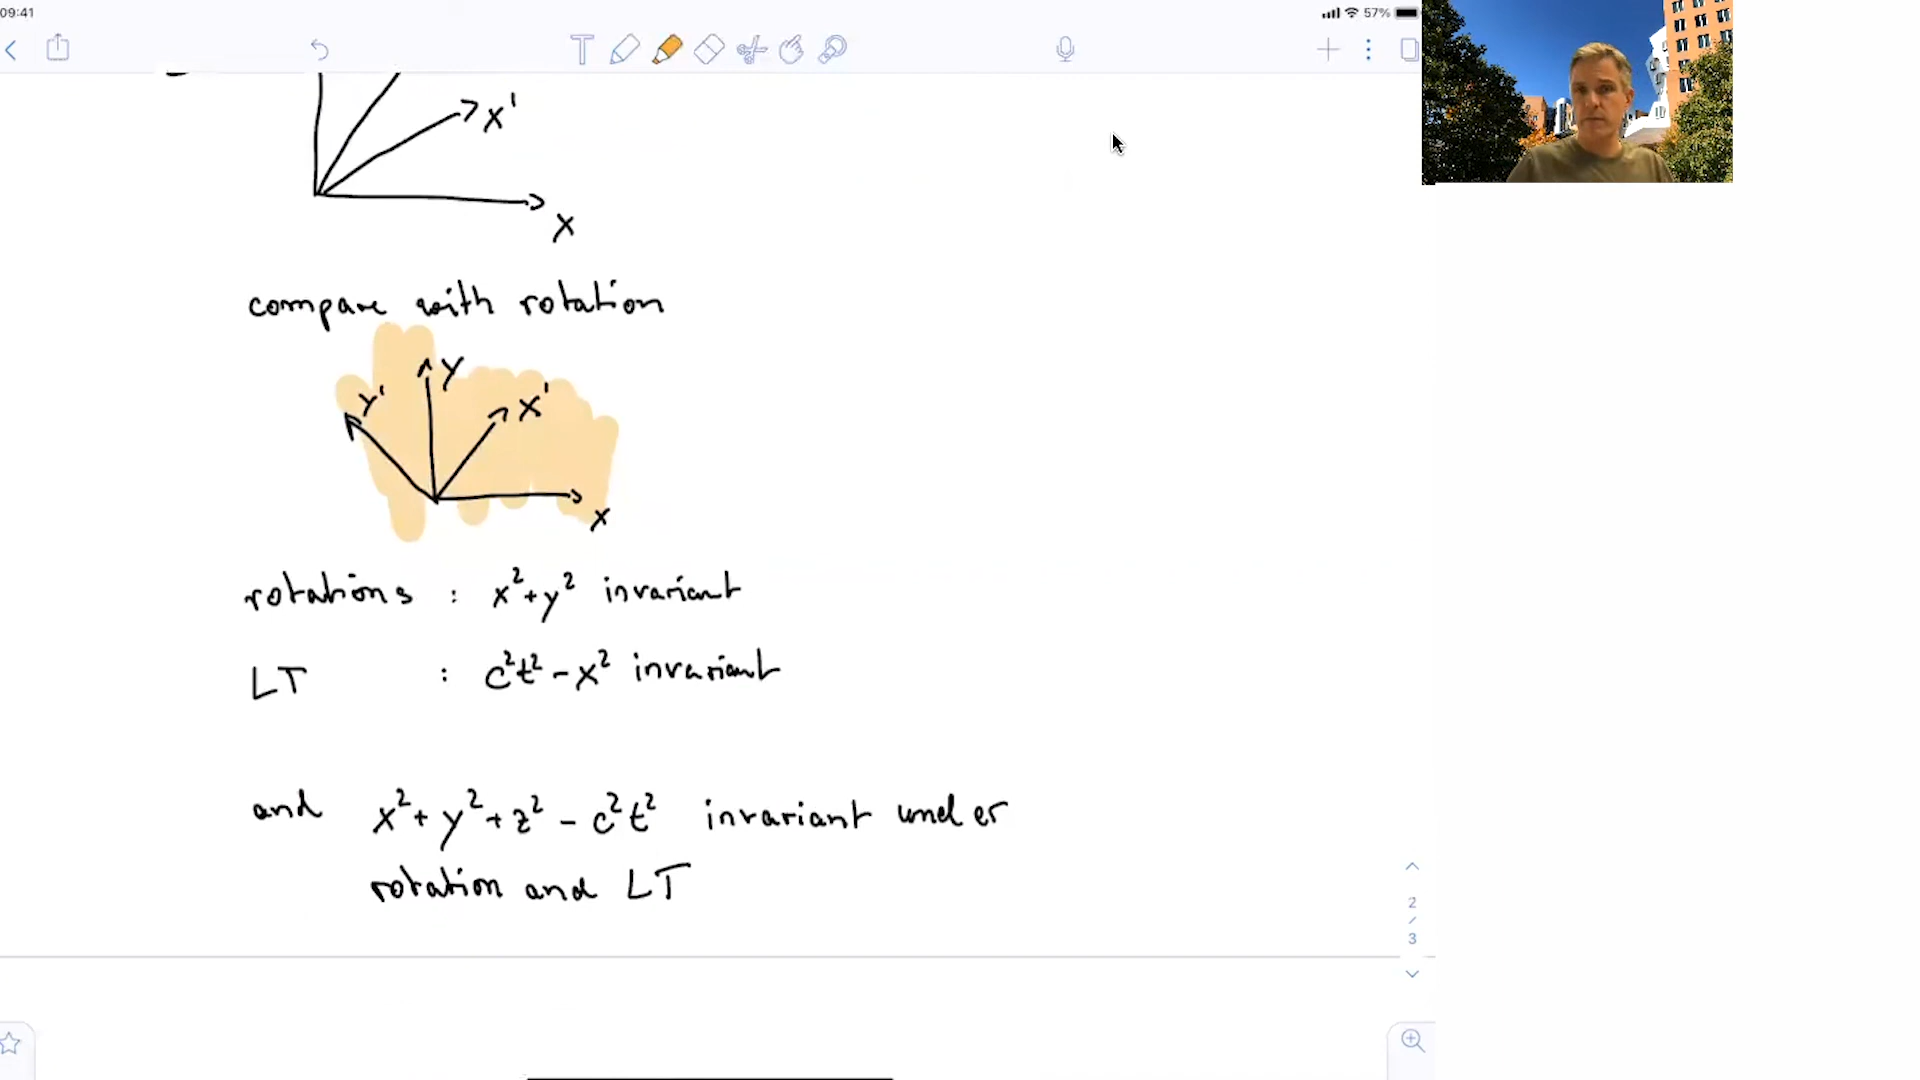 09:41
57%
T
x'
x
compare with rotation
y
y'
x'
x
rotations : x²+y² invariant
LT : c²t² - x² invariant
and x² + y² + z² - c²t² invariant under
rotation and LT
2
/
3